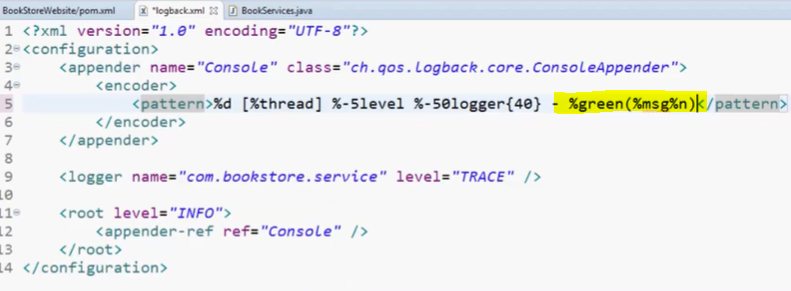 BookStoreWebsite/pom.xml *logback.xml BookServices.java
1 <?xml version="1.0" encoding="UTF-8"?>
2 <configuration>
3 <appender name="Console" class="ch.qos.logback.core.ConsoleAppender">
4 <encoder>
5 <pattern>%d [%thread] %-5level %-50logger{40} - %green(%msg%n)</pattern>
6 </encoder>
7 </appender>
8
9 <logger name="com.bookstore.service" level="TRACE" />
10
11 <root level="INFO">
12 <appender-ref ref="Console" />
13 </root>
14 </configuration>